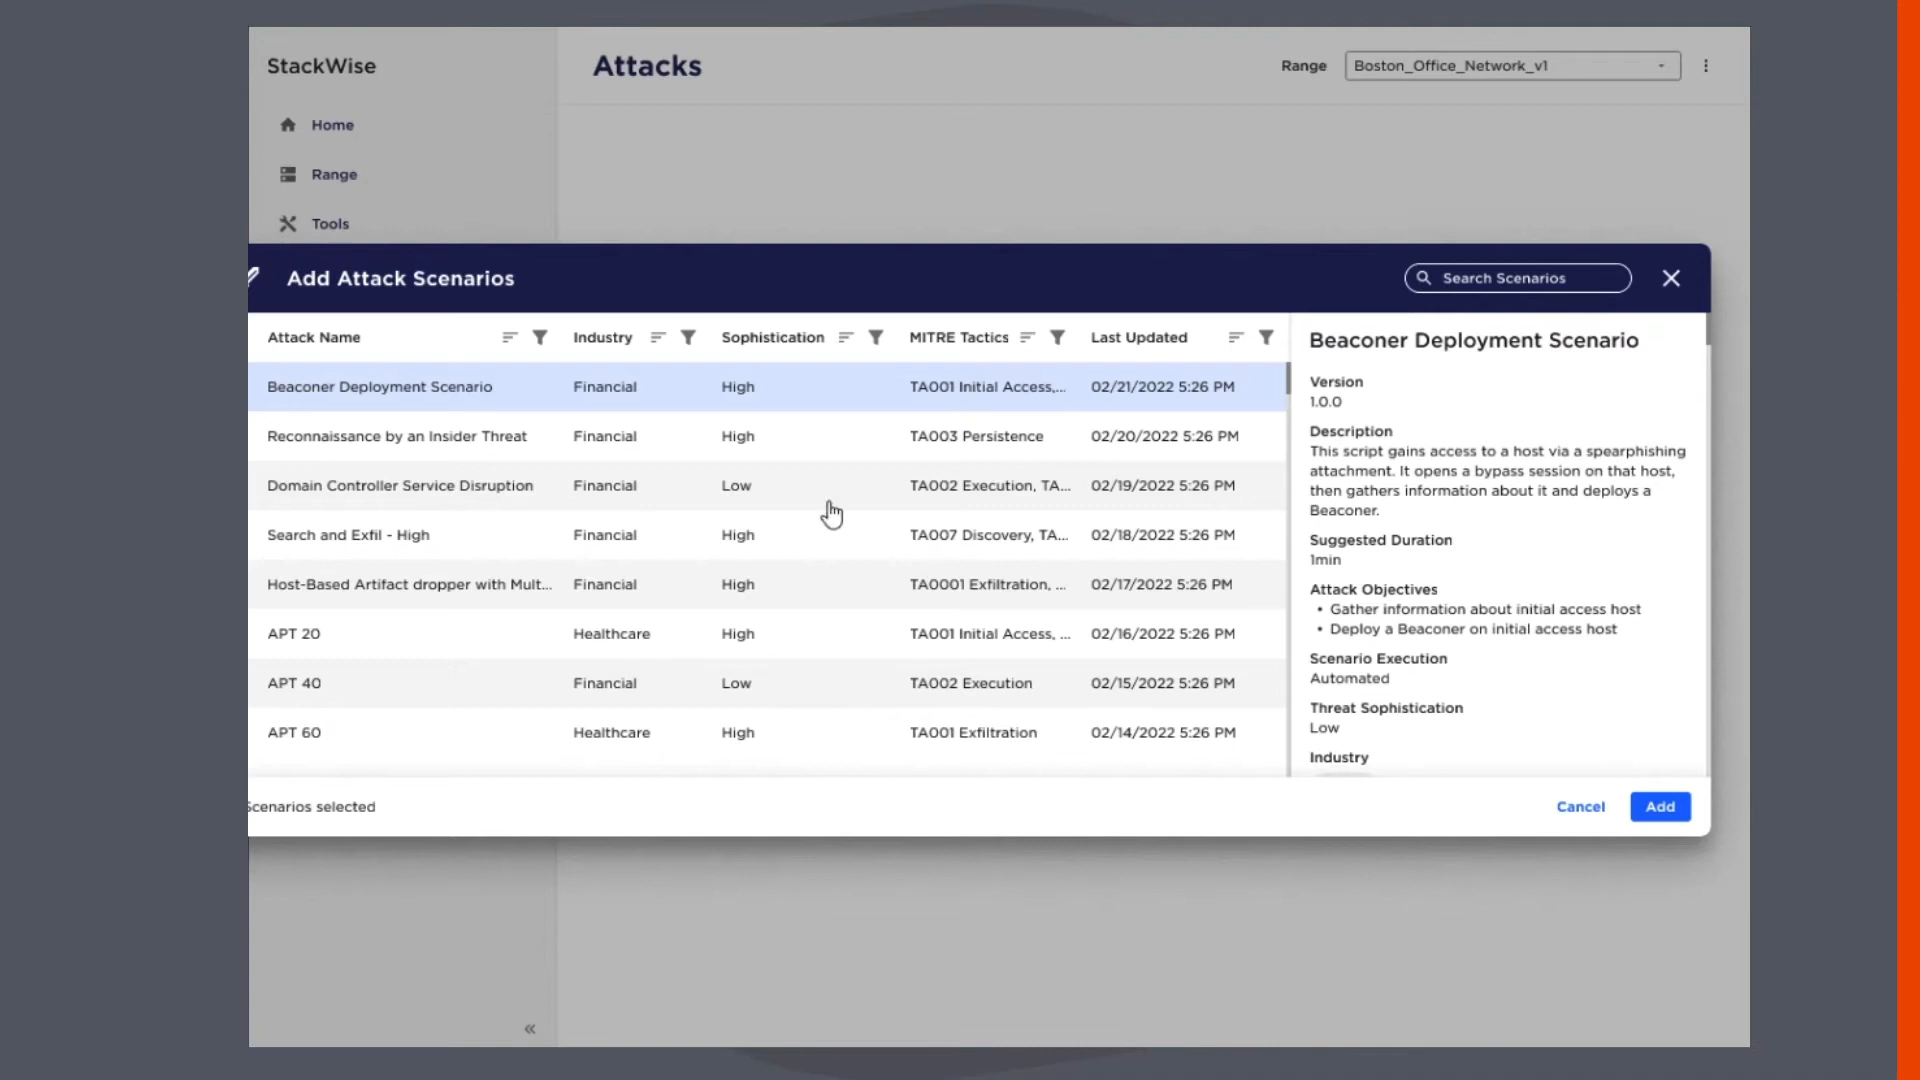 StackWise
Attacks
Range
Boston_Office_Network_v1
Home
Range
Tools
Add Attack Scenarios
Search Scenarios
Attack Name Industry Sophistication MITRE Tactics Last Updated
Beaconer Deployment Scenario Financial High TA001 Initial Access,... 02/21/2022 5:26 PM
Reconnaissance by an Insider Threat Financial High TA003 Persistence 02/20/2022 5:26 PM
Domain Controller Service Disruption Financial Low TA002 Execution, TA... 02/19/2022 5:26 PM
Search and Exfil - High Financial High TA007 Discovery, TA... 02/18/2022 5:26 PM
Host-Based Artifact dropper with Mult... Financial High TA0001 Exfiltration, ... 02/17/2022 5:26 PM
APT 20 Healthcare High TA001 Initial Access, ... 02/16/2022 5:26 PM
APT 40 Financial Low TA002 Execution 02/15/2022 5:26 PM
APT 60 Healthcare High TA001 Exfiltration 02/14/2022 5:26 PM
Beaconer Deployment Scenario
Version
1.0.0
Description
This script gains access to a host via a spearphishing
attachment. It opens a bypass session on that host,
then gathers information about it and deploys a
Beaconer.
Suggested Duration
1min
Attack Objectives
• Gather information about initial access host
• Deploy a Beaconer on initial access host
Scenario Execution
Automated
Threat Sophistication
Low
Industry
Scenarios selected
Cancel
Add